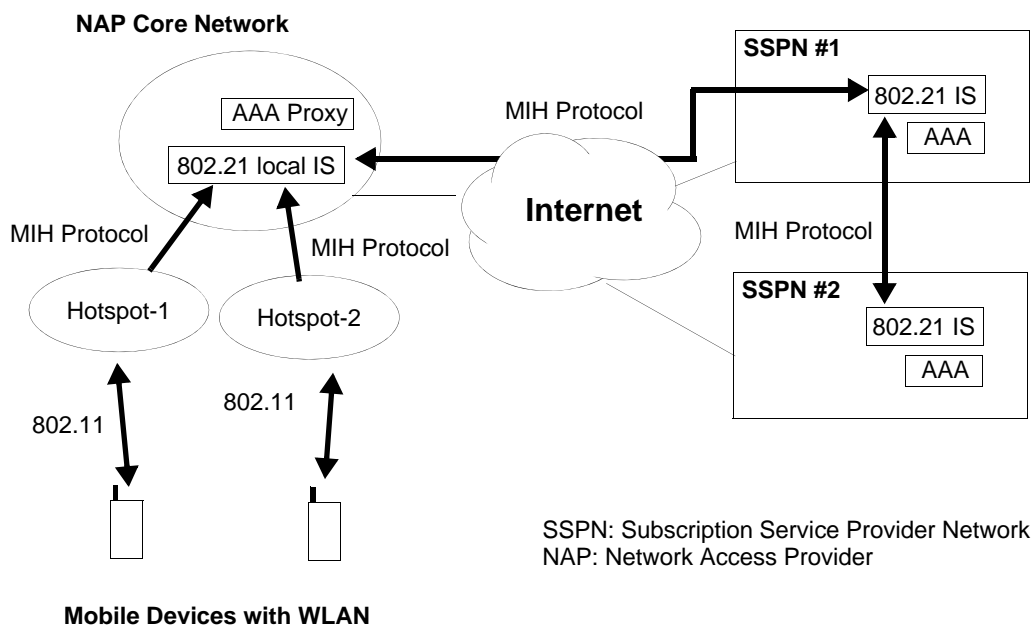 NAP Core Network
SSPN #1
802.21 IS
AAA
AAA Proxy
802.21 local IS
MIH Protocol
Internet
MIH Protocol
MIH Protocol
MIH Protocol
SSPN #2
802.21 IS
AAA
Hotspot-1
Hotspot-2
802.11
802.11
SSPN: Subscription Service Provider Network
NAP: Network Access Provider
Mobile Devices with WLAN